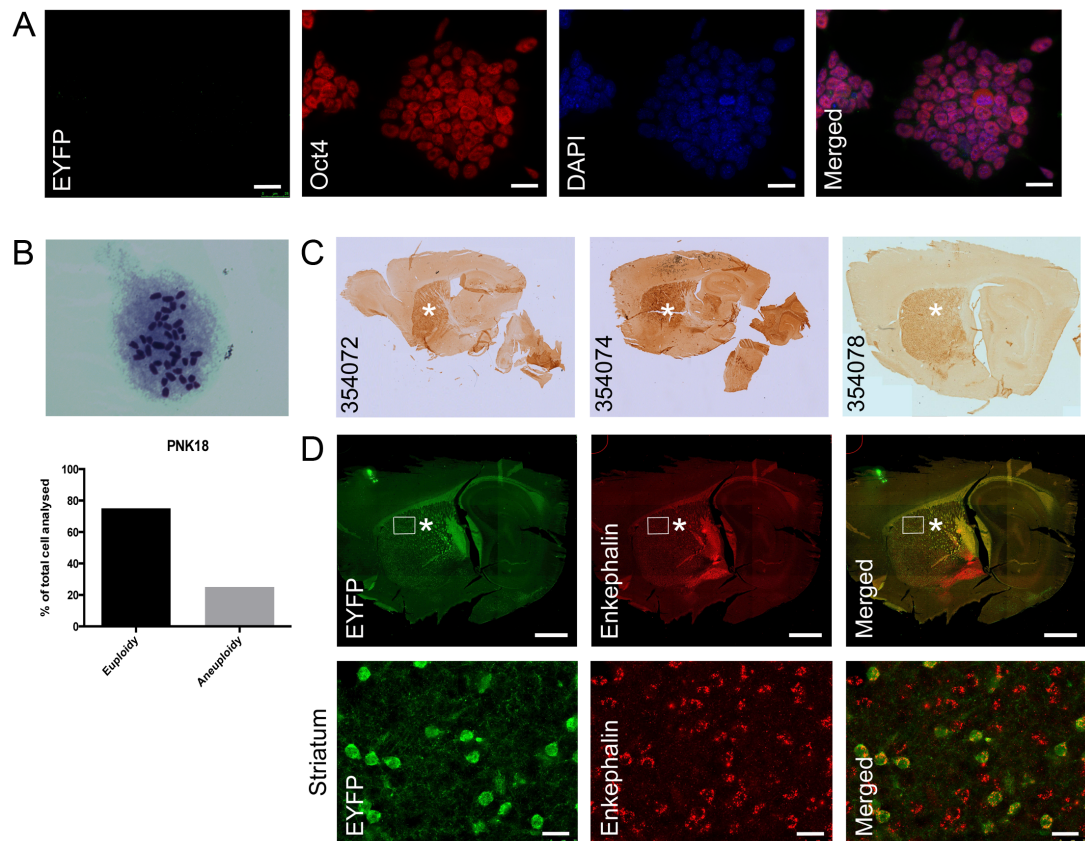 A
EYFP
Oct4
DAPI
Merged
B
C
354072
354074
354078
PNK18
% of total cell analysed
100
80
60
40
20
0
Euploidy
Aneuploidy
D
EYFP
Enkephalin
Merged
Striatum
EYFP
Enkephalin
Merged